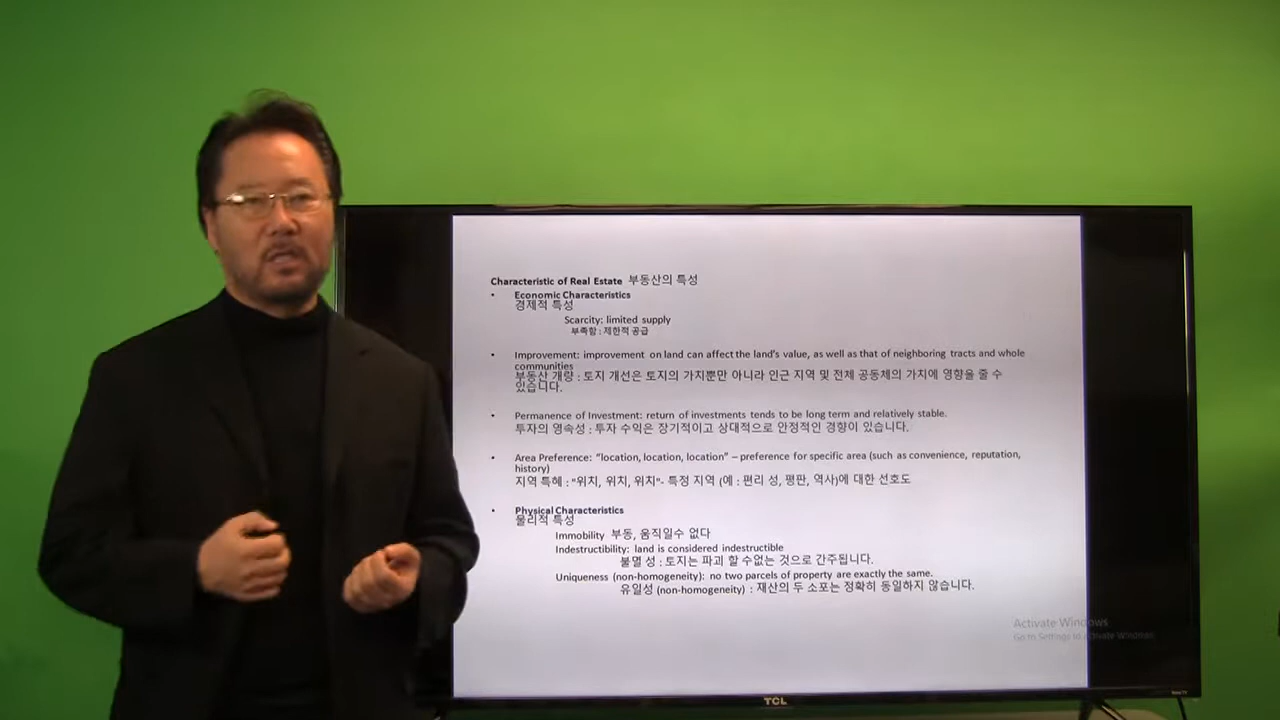 Characteristic of Real Estate 부동산의 특성
• Economic Characteristics
경제적 특성
Scarcity: limited supply
부족함 : 제한적 공급
• Improvement: improvement on land can affect the land's value, as well as that of neighboring tracts and whole
communities
부동산 개량 : 토지 개선은 토지의 가치뿐만 아니라 인근 지역 및 전체 공동체의 가치에 영향을 줄 수
있습니다.
• Permanence of Investment: return of investments tends to be long term and relatively stable.
투자의 영속성 : 투자 수익은 장기적이고 상대적으로 안정적인 경향이 있습니다.
• Area Preference: “location, location, location” – preference for specific area (such as convenience, reputation,
history)
지역 특혜 : "위치, 위치, 위치"- 특정 지역 (예 : 편리 성, 평판, 역사)에 대한 선호도
• Physical Characteristics
물리적 특성
Immobility 부동, 움직일수 없다
Indestructibility: land is considered indestructible
불멸 성 : 토지는 파괴 할 수없는 것으로 간주됩니다.
Uniqueness (non-homogeneity): no two parcels of property are exactly the same.
유일성 (non-homogeneity) : 재산의 두 소포는 정확히 동일하지 않습니다.
Activate Windows
Go to Settings to Activate Windows.
TCL
Roku TV